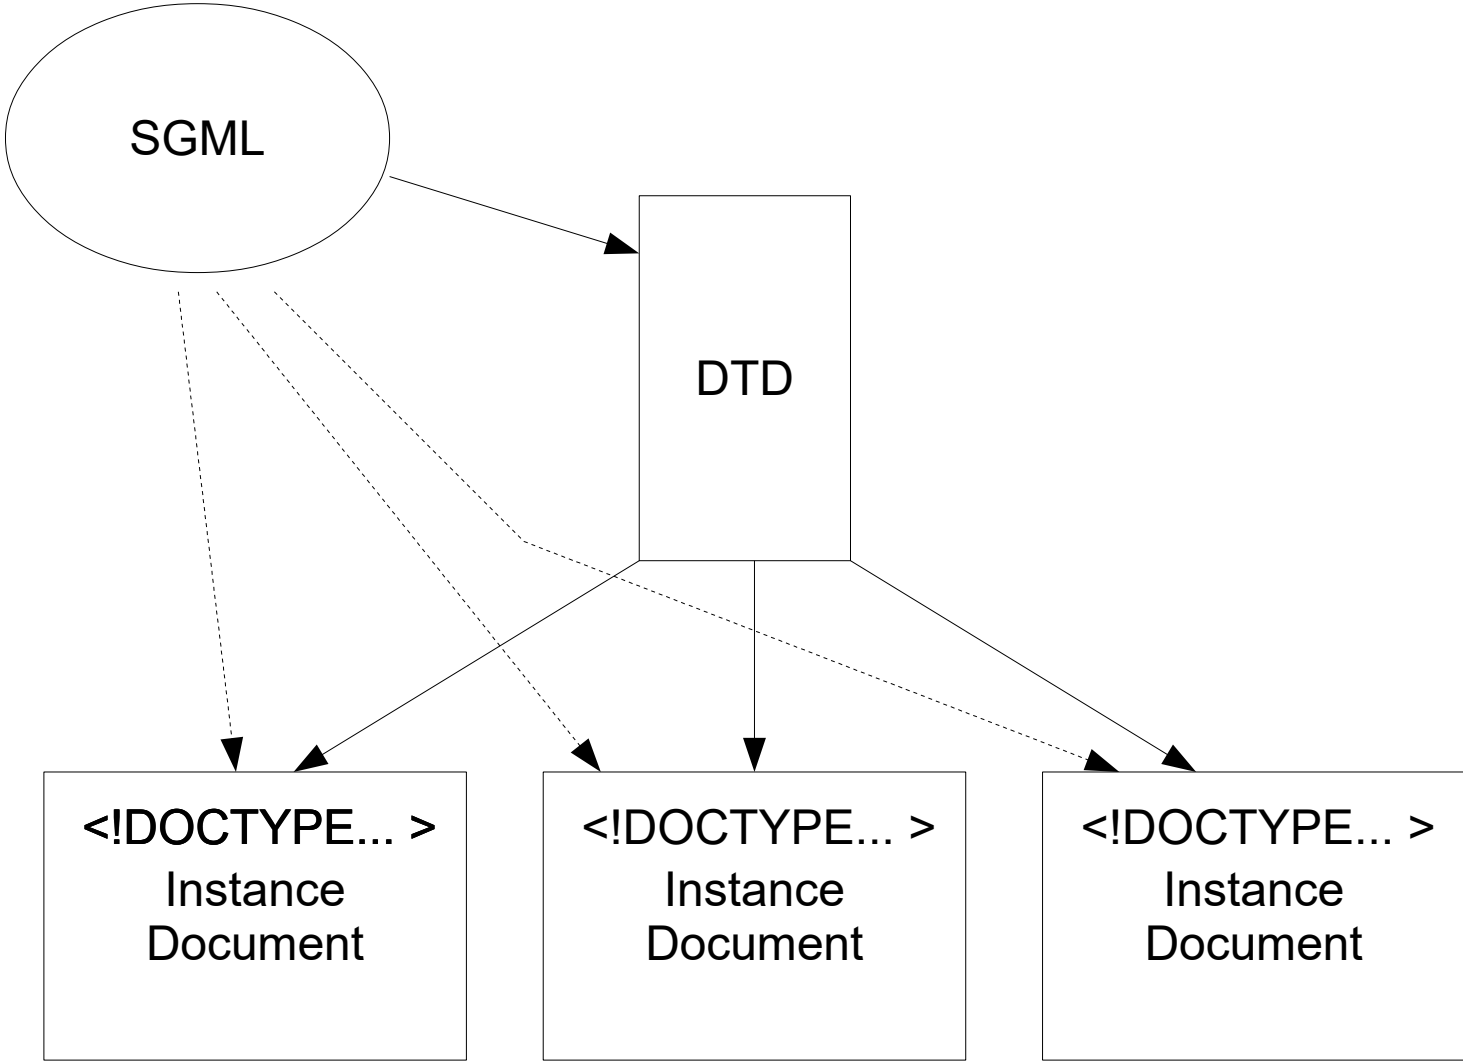 SGML
DTD
<!DOCTYPE... >
Instance
Document
<!DOCTYPE... >
Instance
Document
<!DOCTYPE... >
Instance
Document